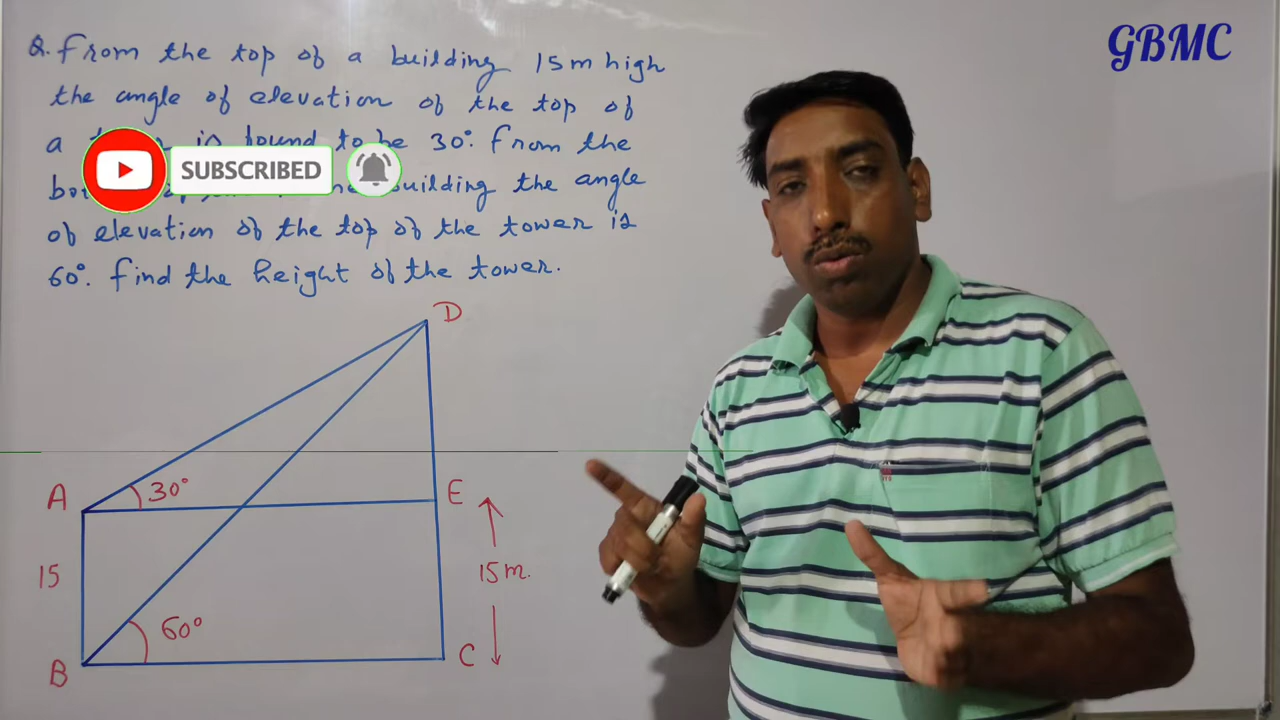 GBMC
Q. From the top of a building 15m high
the angle of elevation of the top of
a is found to be 30°. From the
building the angle
of elevation of the top of the tower is
60°. Find the height of the tower.
SUBSCRIBED
D
A 30° E
15 15m.
60°
B C